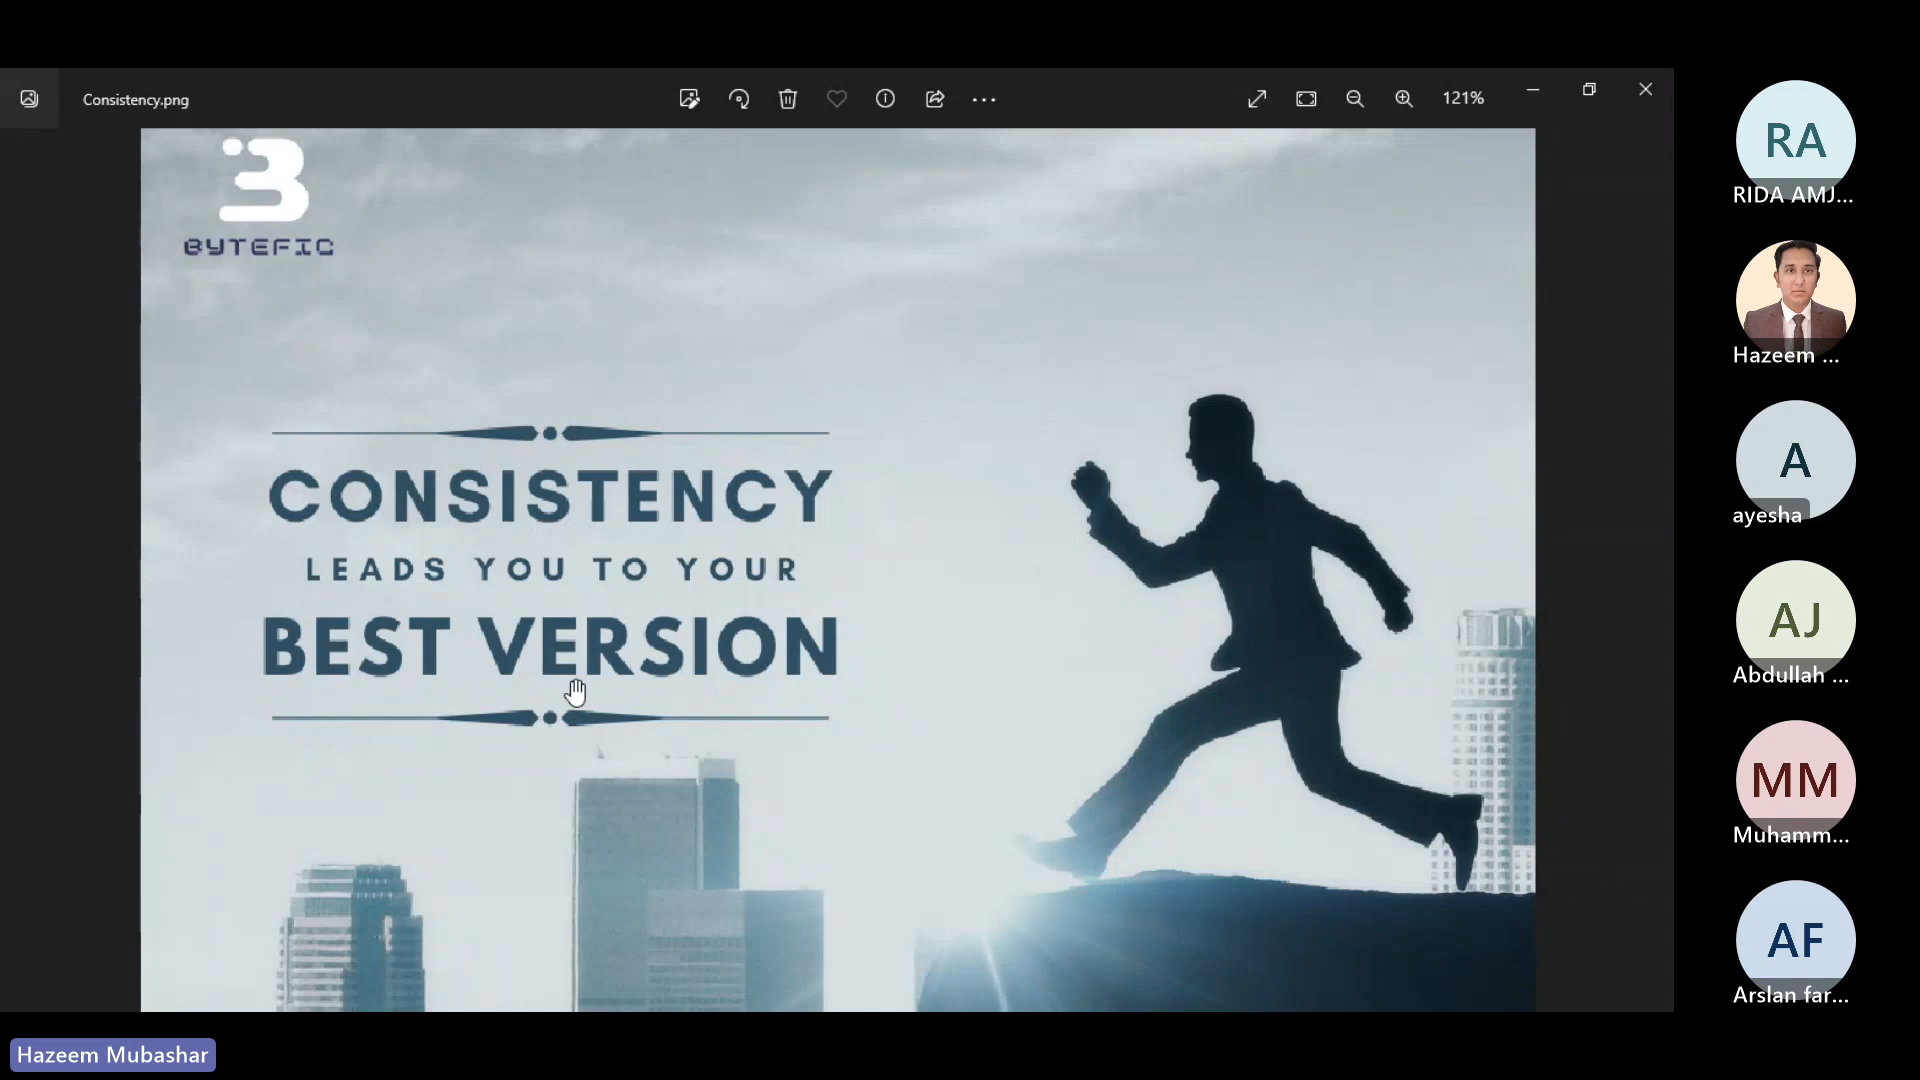 Consistency.png
121%
BYTEFIC
CONSISTENCY
LEADS YOU TO YOUR
BEST VERSION
RA
RIDA AMJ...
Hazeem ...
A
ayesha
AJ
Abdullah ...
MM
Muhamm...
AF
Arslan far...
Hazeem Mubashar